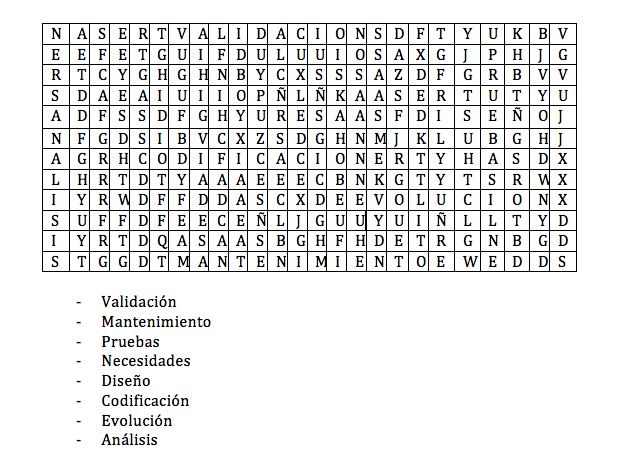 N A S E R T V A L I D A C I O N S D F T Y U K B V
E E F E T G U I F D U L U U I O S A X G J P H J G
R T C Y G H G H N B Y C X S S S A Z D F G R B V V
S D A E A I U I I O P Ñ L Ñ K A A S E R T U T Y U
A D F S S D F G H Y U R E S A A S F D I S E Ñ O J
N F G D S I B V C X Z S D G H N M J K L U B G H J
A G R H C O D I F I C A C I O N E R T Y H A S D X
L H R T D T Y A A A E E E C B N K G T Y T S R W X
I Y R W D F F D D A S C X D E E V O L U C I O N X
S U F F D F E E C E Ñ L J G U U Y U I Ñ L L T Y D
I Y R T D Q A S A A S B G H F H D E T R G N B G D
S T G G D T M A N T E N I M I E N T O E W E D D S
- Validación
- Mantenimiento
- Pruebas
- Necesidades
- Diseño
- Codificación
- Evolución
- Análisis